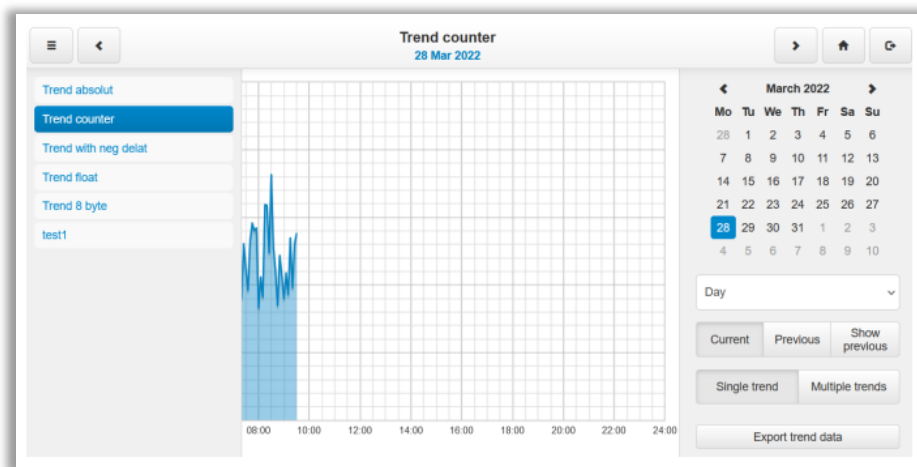 Trend counter
28 Mar 2022
Trend absolut
Trend counter
Trend with neg delat
Trend float
Trend 8 byte
test1
08:00 10:00 12:00 14:00 16:00 18:00 20:00 22:00 24:00
March 2022
Mo Tu We Th Fr Sa Su
28 1 2 3 4 5 6
7 8 9 10 11 12 13
14 15 16 17 18 19 20
21 22 23 24 25 26 27
28 29 30 31 1 2 3
4 5 6 7 8 9 10
Day
Current Previous Show previous
Single trend Multiple trends
Export trend data